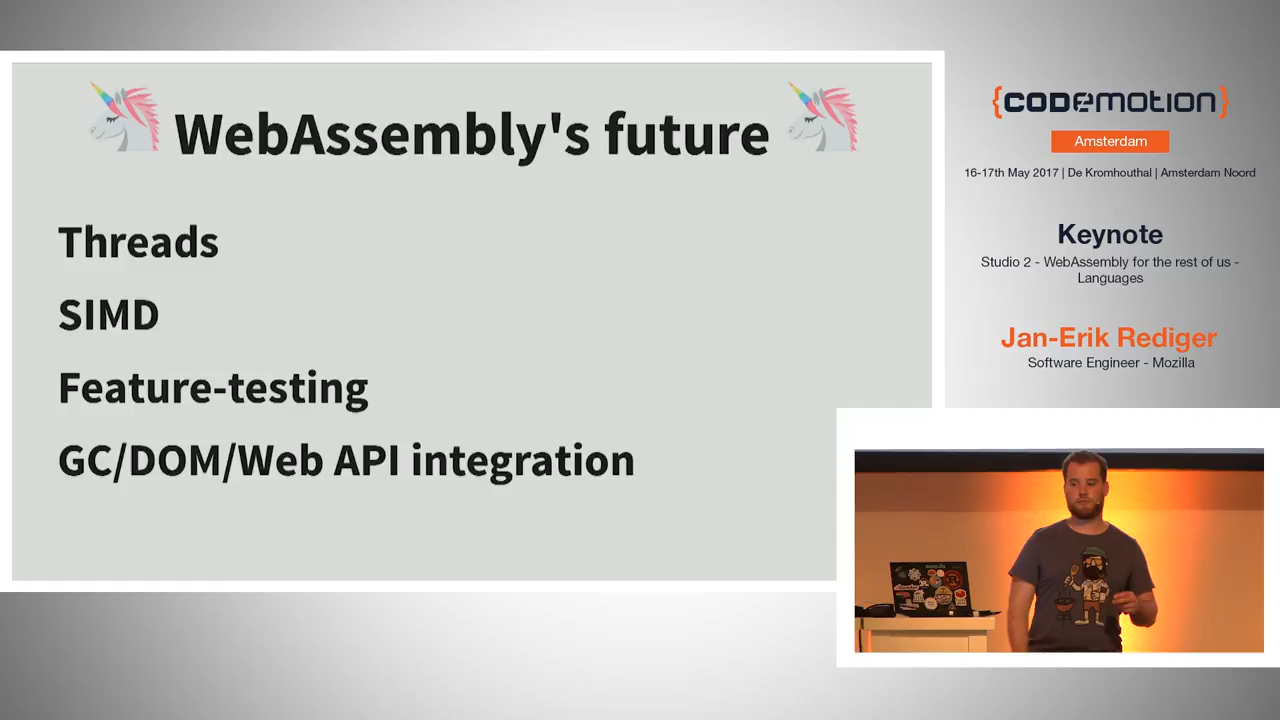 WebAssembly's future
Threads
SIMD
Feature-testing
GC/DOM/Web API integration
{CODEMOTION}
Amsterdam
16-17th May 2017 | De Kromhouthal | Amsterdam Noord
Keynote
Studio 2 - WebAssembly for the rest of us -
Languages
Jan-Erik Rediger
Software Engineer - Mozilla